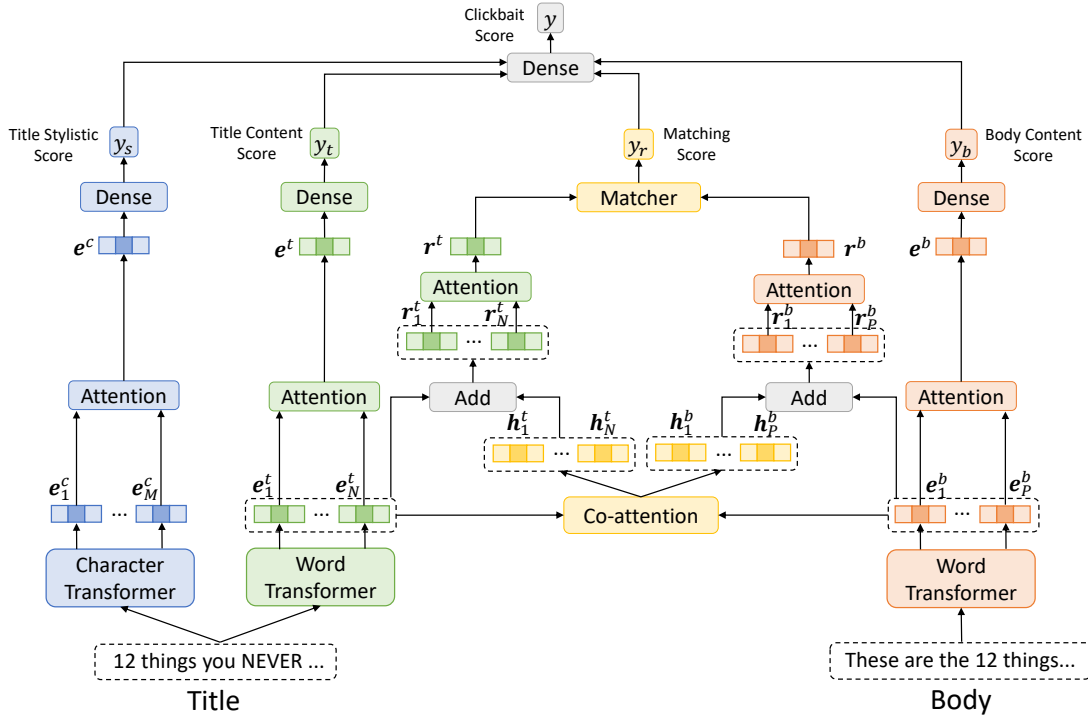 Clickbait
Score
y
Dense
Title Stylistic
Score
y_s
Title Content
Score
y_t
y_r
Matching
Score
y_b
Body Content
Score
Dense
Dense
Matcher
Dense
e^c
e^t
r^t
r^b
e^b
Attention
Attention
r_1^t
r_N^t
r_1^b
r_P^b
...
...
Attention
Attention
Add
Add
Attention
h_1^t
h_N^t
h_1^b
h_P^b
...
...
e_1^c
e_M^c
e_1^t
e_N^t
e_1^b
e_P^b
...
...
Co-attention
...
Character
Transformer
Word
Transformer
Word
Transformer
12 things you NEVER ...
These are the 12 things...
Title
Body